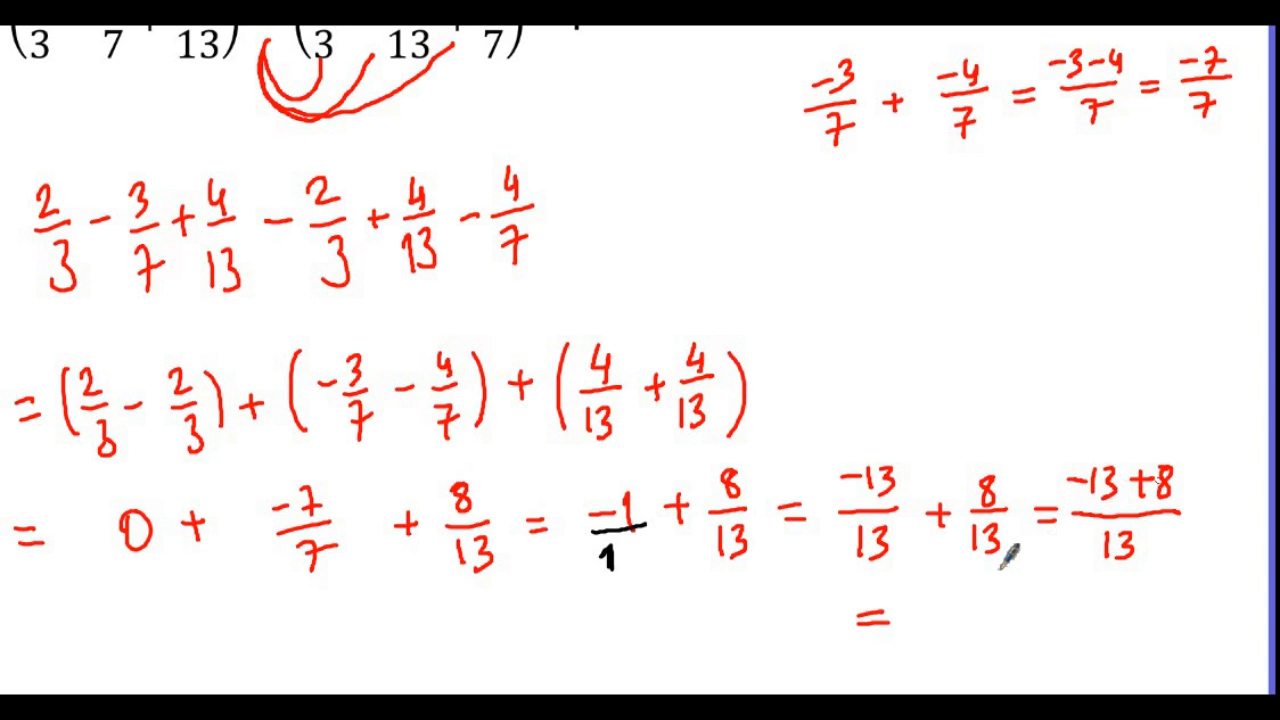 (3 7 13) (3 13 7)
-3/7 + -4/7 = -3-4/7 = -7/7
2/3 - 3/7 + 4/13 - 2/3 + 4/13 - 4/7
= (2/3 - 2/3) + (-3/7 - 4/7) + (4/13 + 4/13)
= 0 + -7/7 + 8/13 = -1/1 + 8/13 = -13/13 + 8/13 = -13+8/13
=